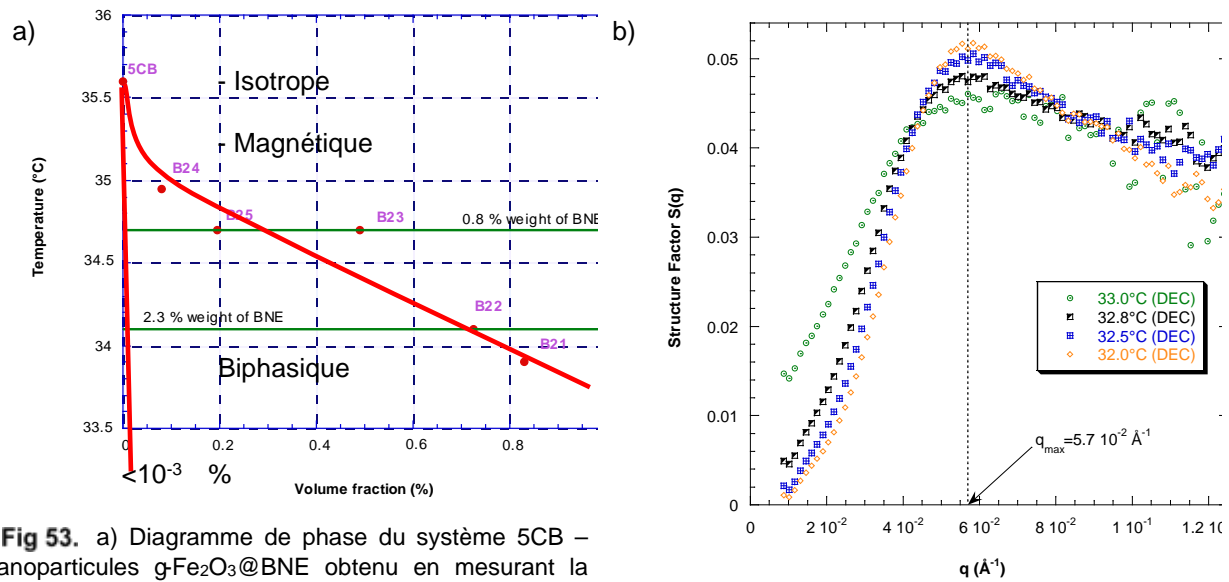 a)
36
35.5
35
34.5
34
33.5
Temperature (°C)
5CB
- Isotrope
- Magnétique
B24
B25
B23
0.8 % weight of BNE
2.3 % weight of BNE
B22
B21
Biphasique
0
0.2
0.4
0.6
0.8
<10-3 %
Volume fraction (%)
Fig 53. a) Diagramme de phase du système 5CB –
anoparticules g-Fe2O3@BNE obtenu en mesurant la
b)
0.05
0.04
0.03
0.02
0.01
0
Structure Factor S(q)
33.0°C (DEC)
32.8°C (DEC)
32.5°C (DEC)
32.0°C (DEC)
qmax=5.7 10-2 Å-1
0
2 10-2
4 10-2
6 10-2
8 10-2
1 10-1
1.2 10
q (Å-1)